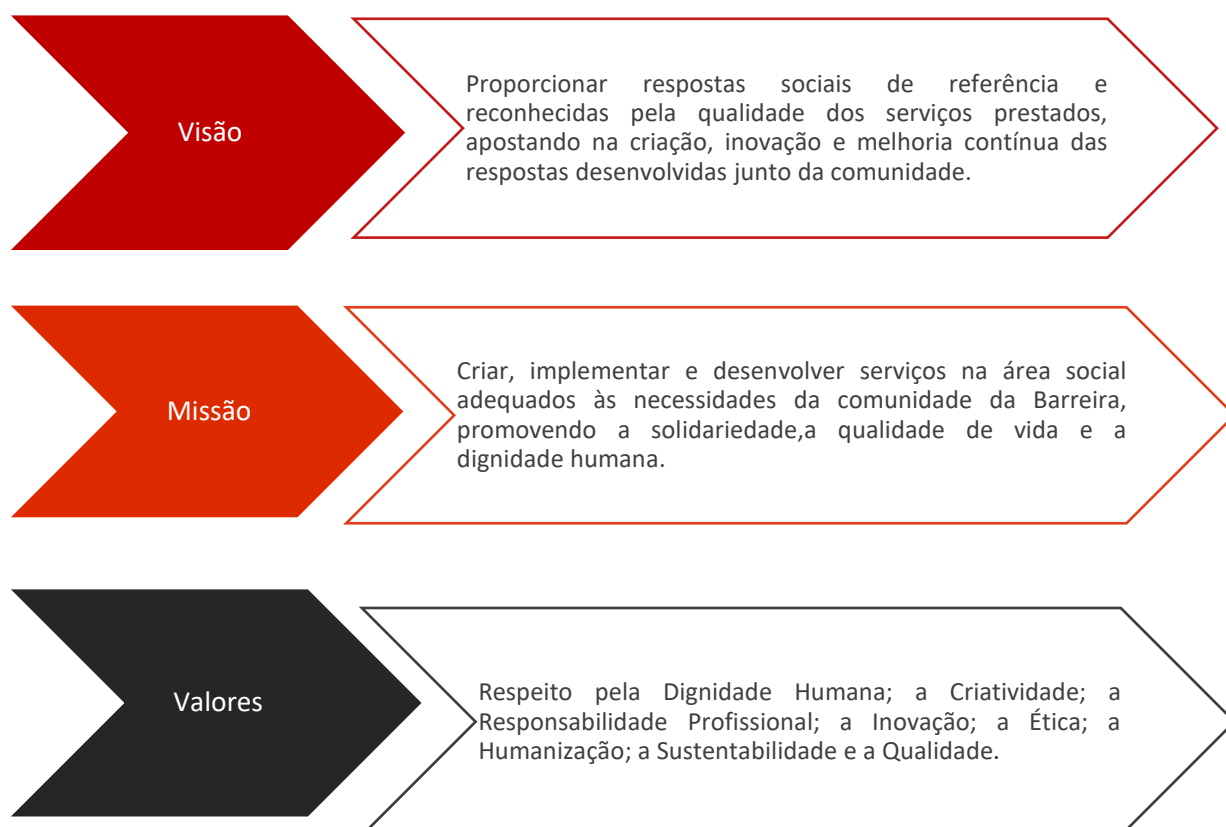 Visão
Proporcionar respostas sociais de referência e
reconhecidas pela qualidade dos serviços prestados,
apostando na criação, inovação e melhoria contínua das
respostas desenvolvidas junto da comunidade.
Missão
Criar, implementar e desenvolver serviços na área social
adequados às necessidades da comunidade da Barreira,
promovendo a solidariedade,a qualidade de vida e a
dignidade humana.
Valores
Respeito pela Dignidade Humana; a Criatividade; a
Responsabilidade Profissional; a Inovação; a Ética; a
Humanização; a Sustentabilidade e a Qualidade.